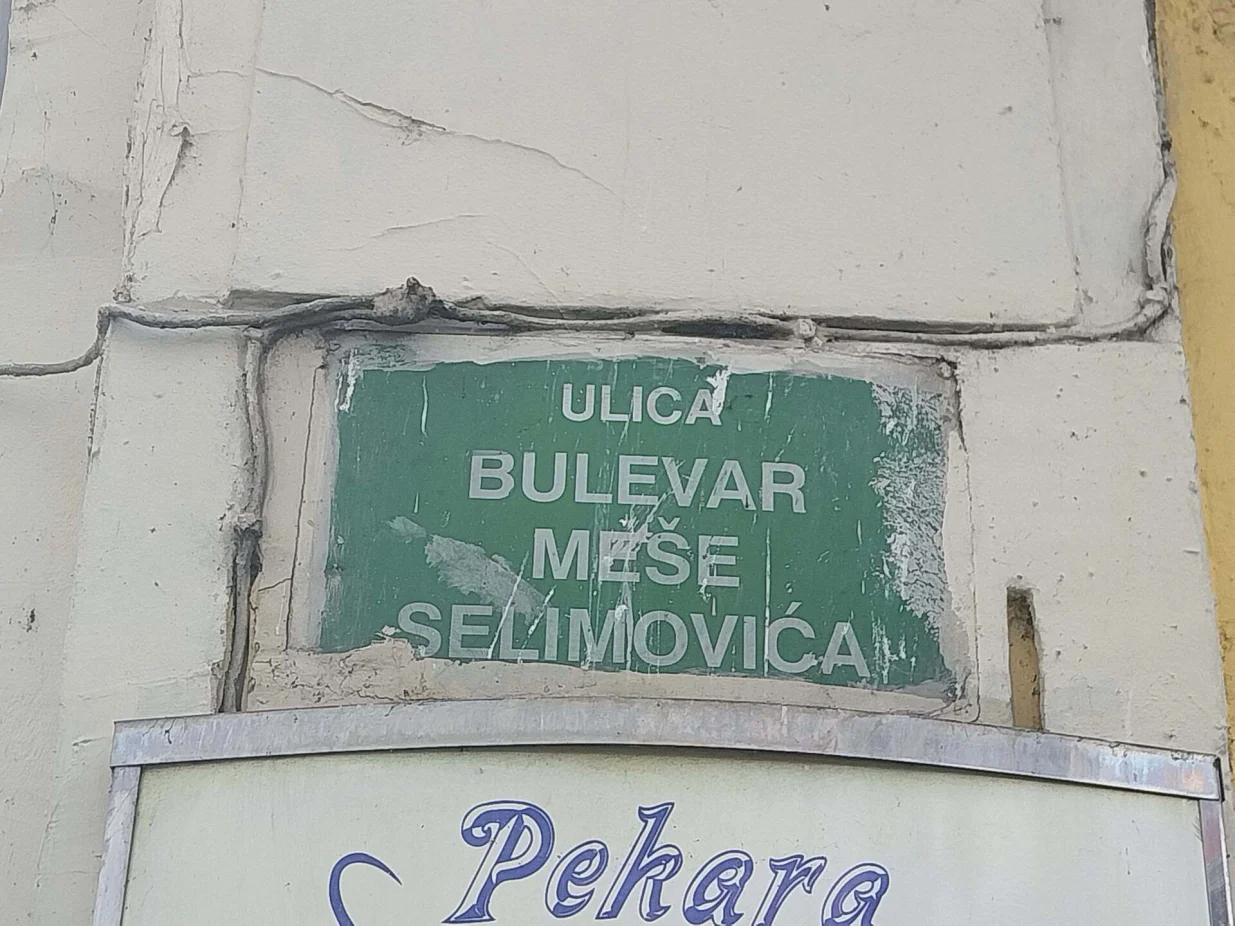 ULICA
BULEVAR
MEŠE
SELIMOVIĆA
Pekara